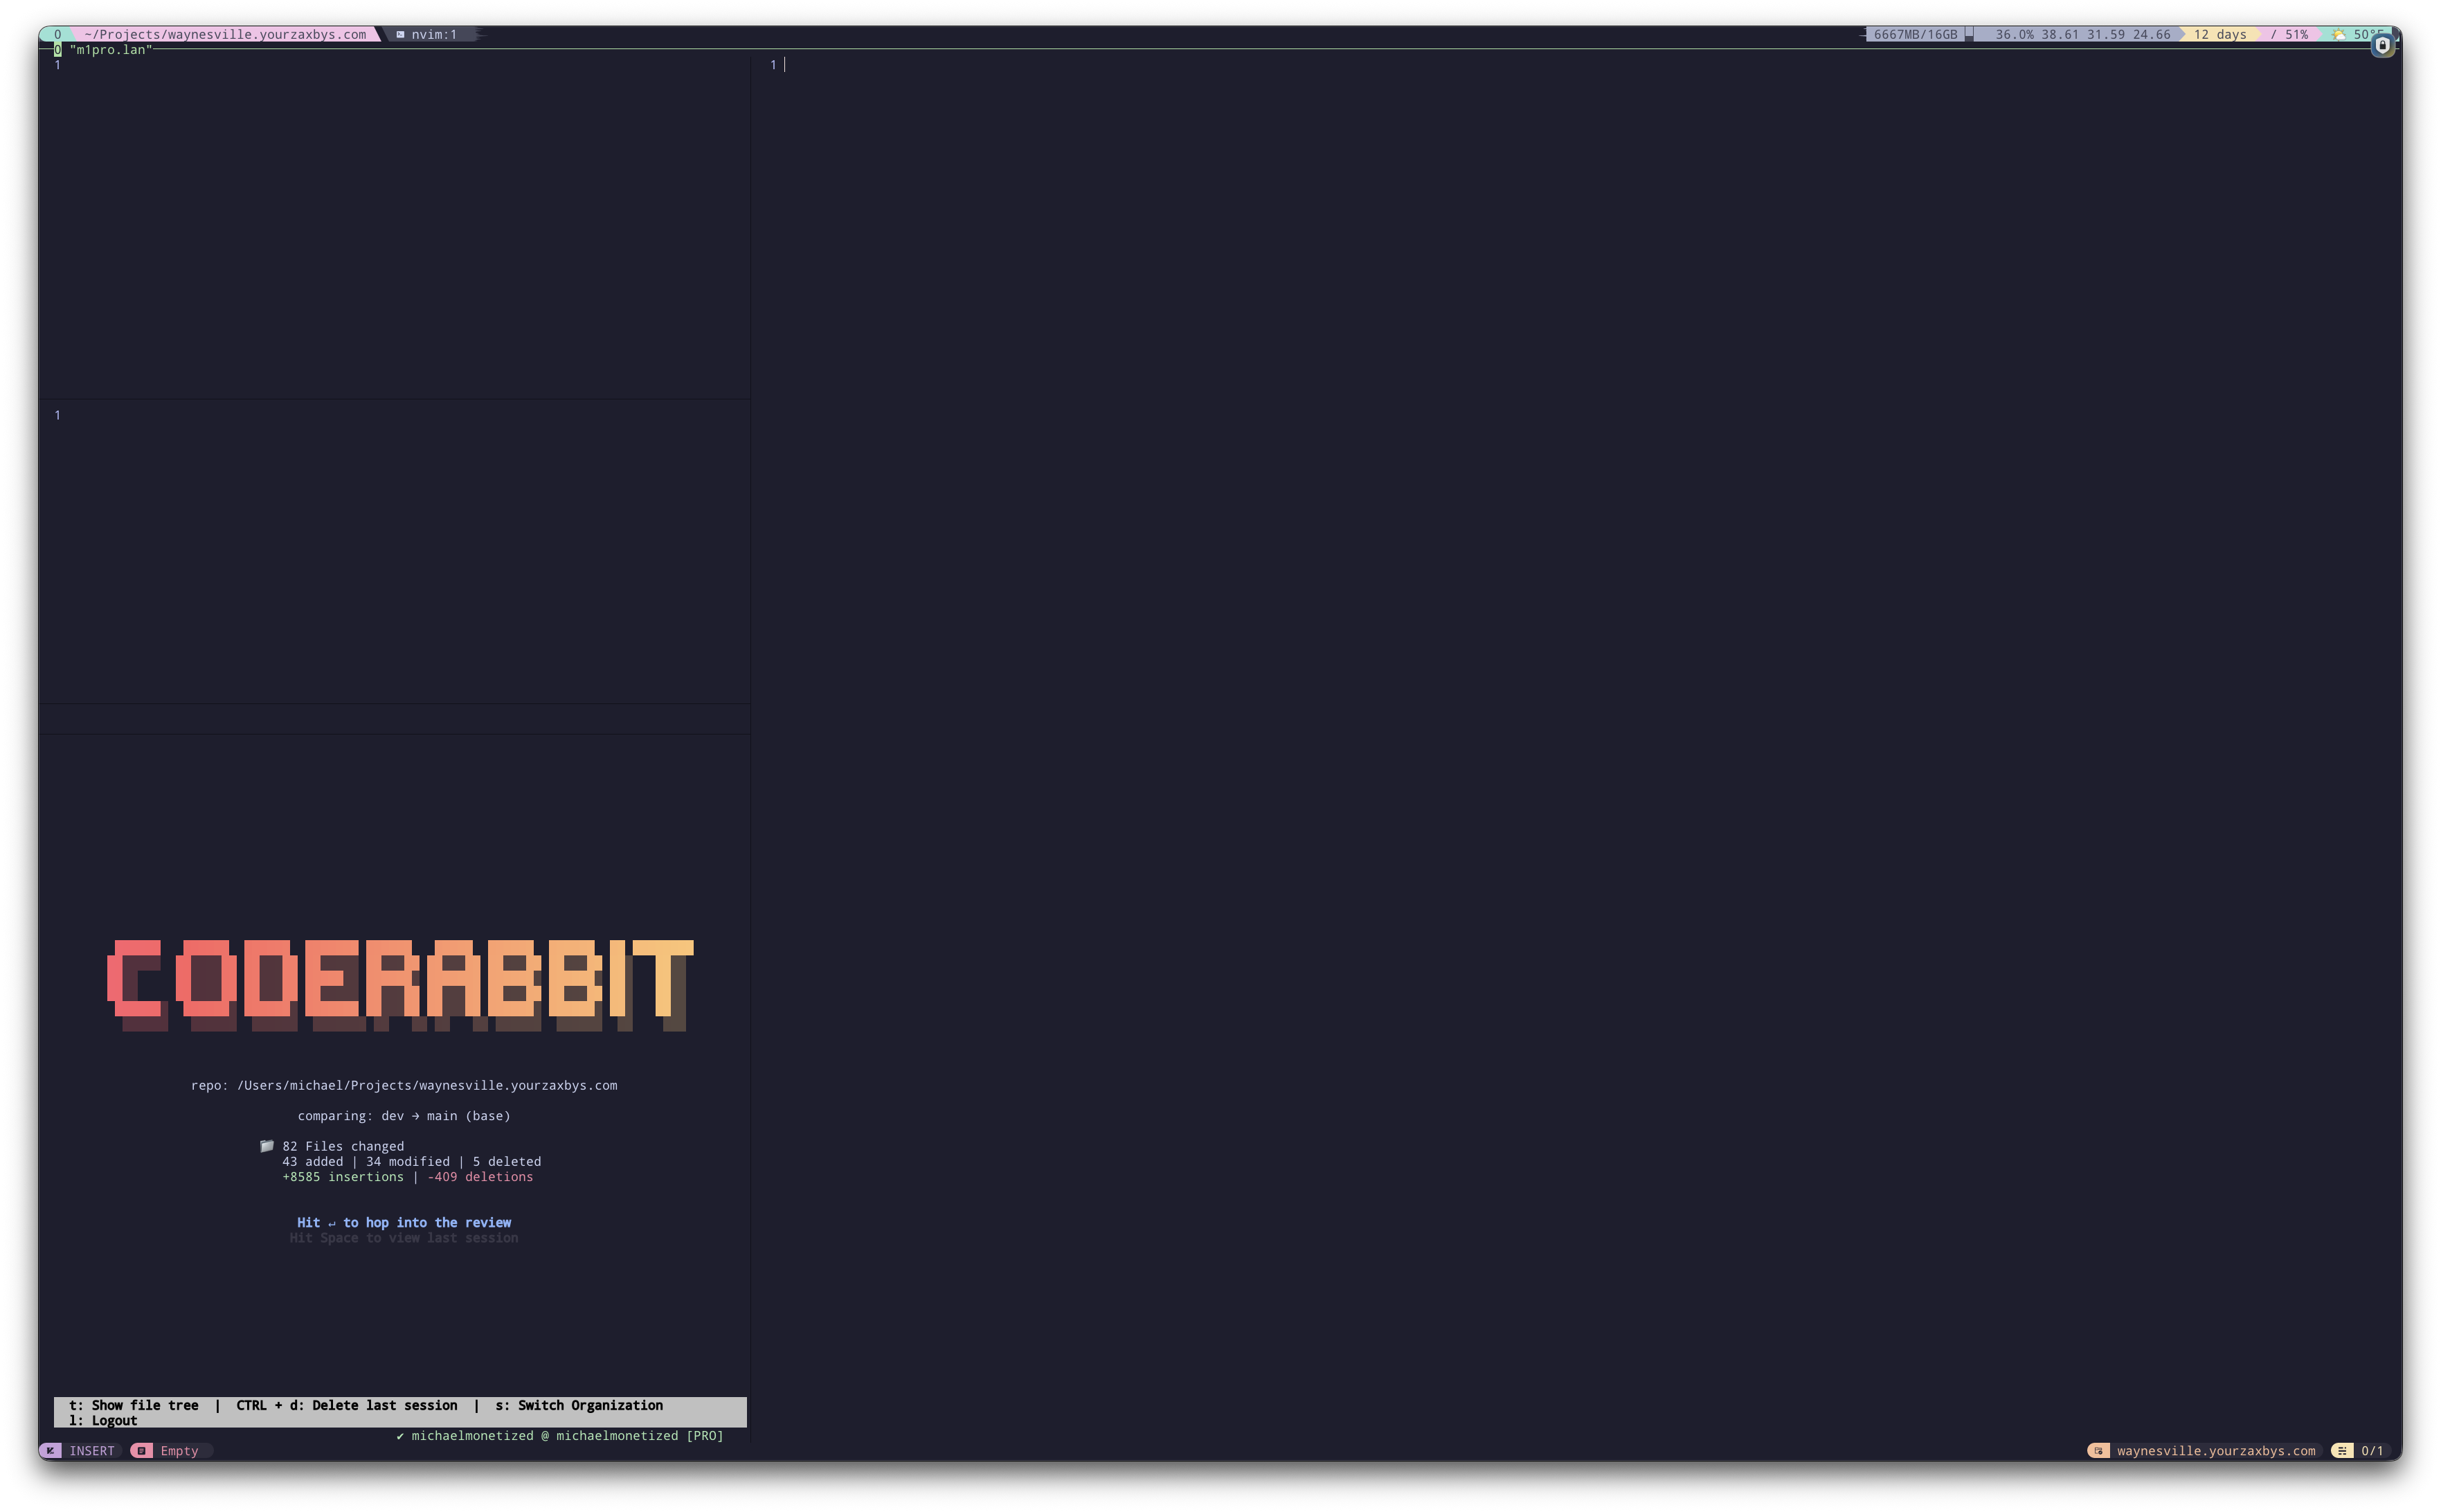 0 ~/Projects/waynesville.yourzaxbys.com nvim:1 6667MB/16GB 36.0% 38.61 31.59 24.66 12 days / 51% 50°F
0 "m1pro.lan"
1 1
1
CODERABBIT
repo: /Users/michael/Projects/waynesville.yourzaxbys.com
comparing: dev → main (base)
82 Files changed
43 added | 34 modified | 5 deleted
+8585 insertions | -409 deletions
Hit ↵ to hop into the review
Hit Space to view last session
t: Show file tree | CTRL + d: Delete last session | s: Switch Organization
l: Logout
✔ michaelmonetized @ michaelmonetized [PRO]
INSERT Empty waynesville.yourzaxbys.com 0/1